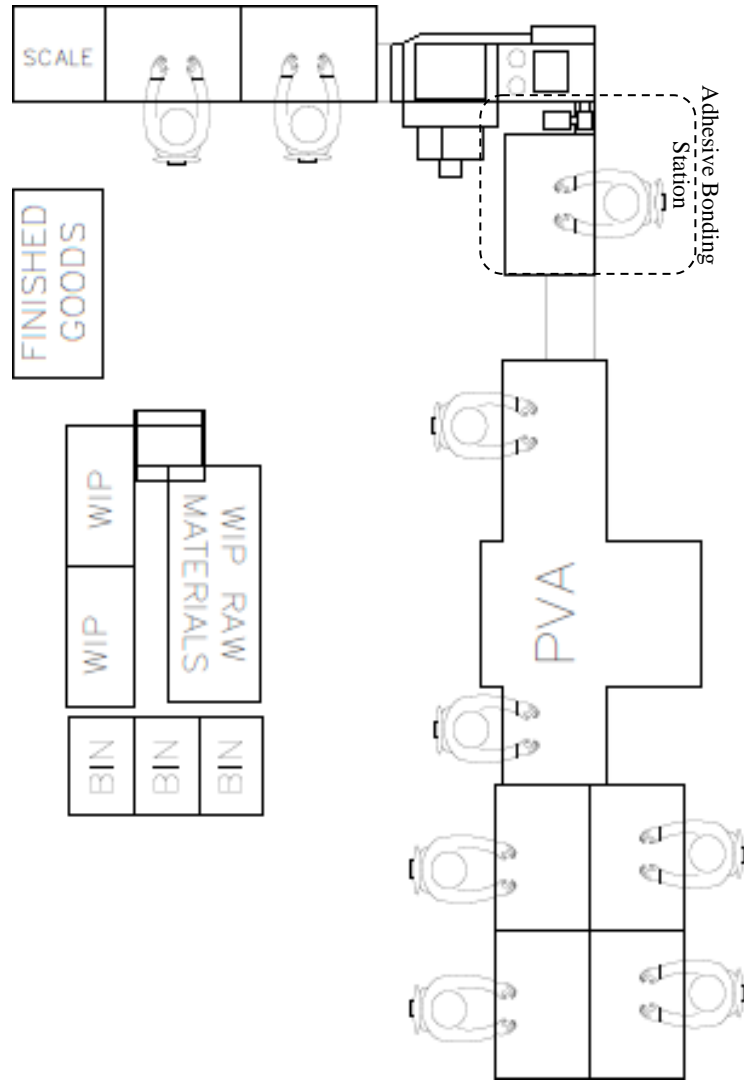 SCALE
Adhesive Bonding
Station
FINISHED
GOODS
WIP
WIP RAW
MATERIALS
WIP
PVA
BIN
BIN
BIN